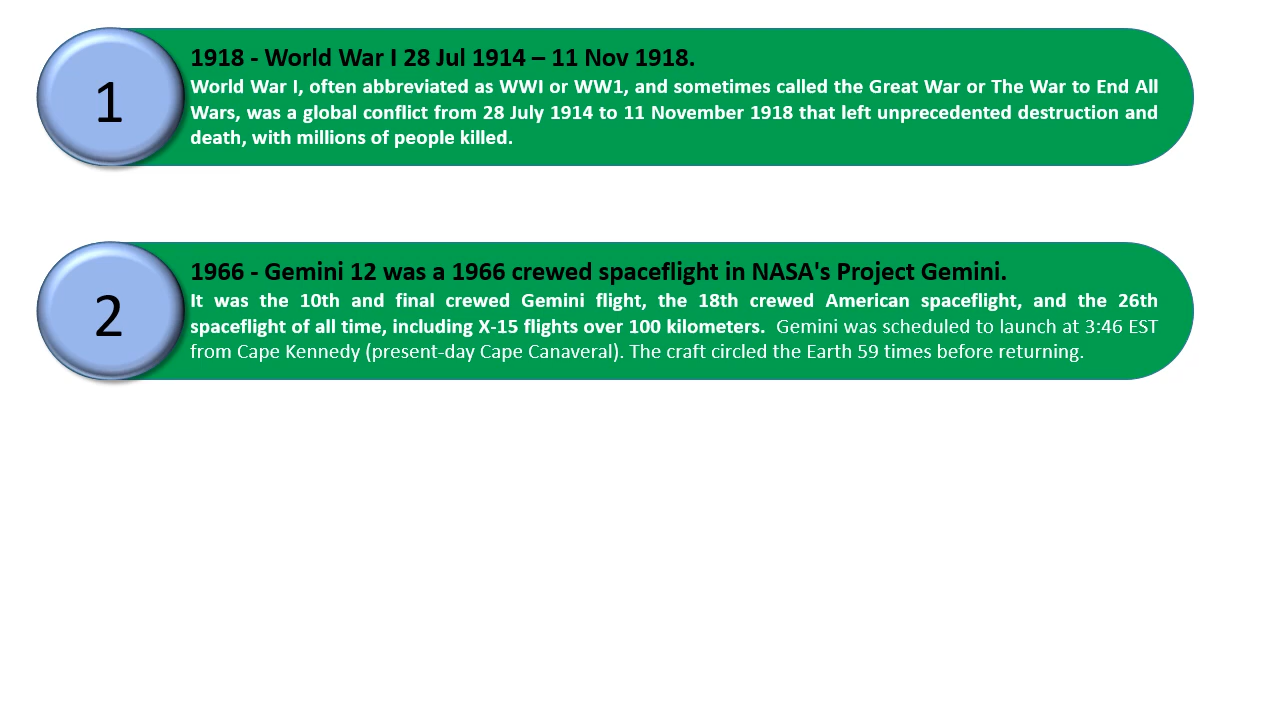 1
1918 - World War I 28 Jul 1914 – 11 Nov 1918.
World War I, often abbreviated as WWI or WW1, and sometimes called the Great War or The War to End All
Wars, was a global conflict from 28 July 1914 to 11 November 1918 that left unprecedented destruction and
death, with millions of people killed.
2
1966 - Gemini 12 was a 1966 crewed spaceflight in NASA's Project Gemini.
It was the 10th and final crewed Gemini flight, the 18th crewed American spaceflight, and the 26th
spaceflight of all time, including X-15 flights over 100 kilometers.  Gemini was scheduled to launch at 3:46 EST
from Cape Kennedy (present-day Cape Canaveral). The craft circled the Earth 59 times before returning.